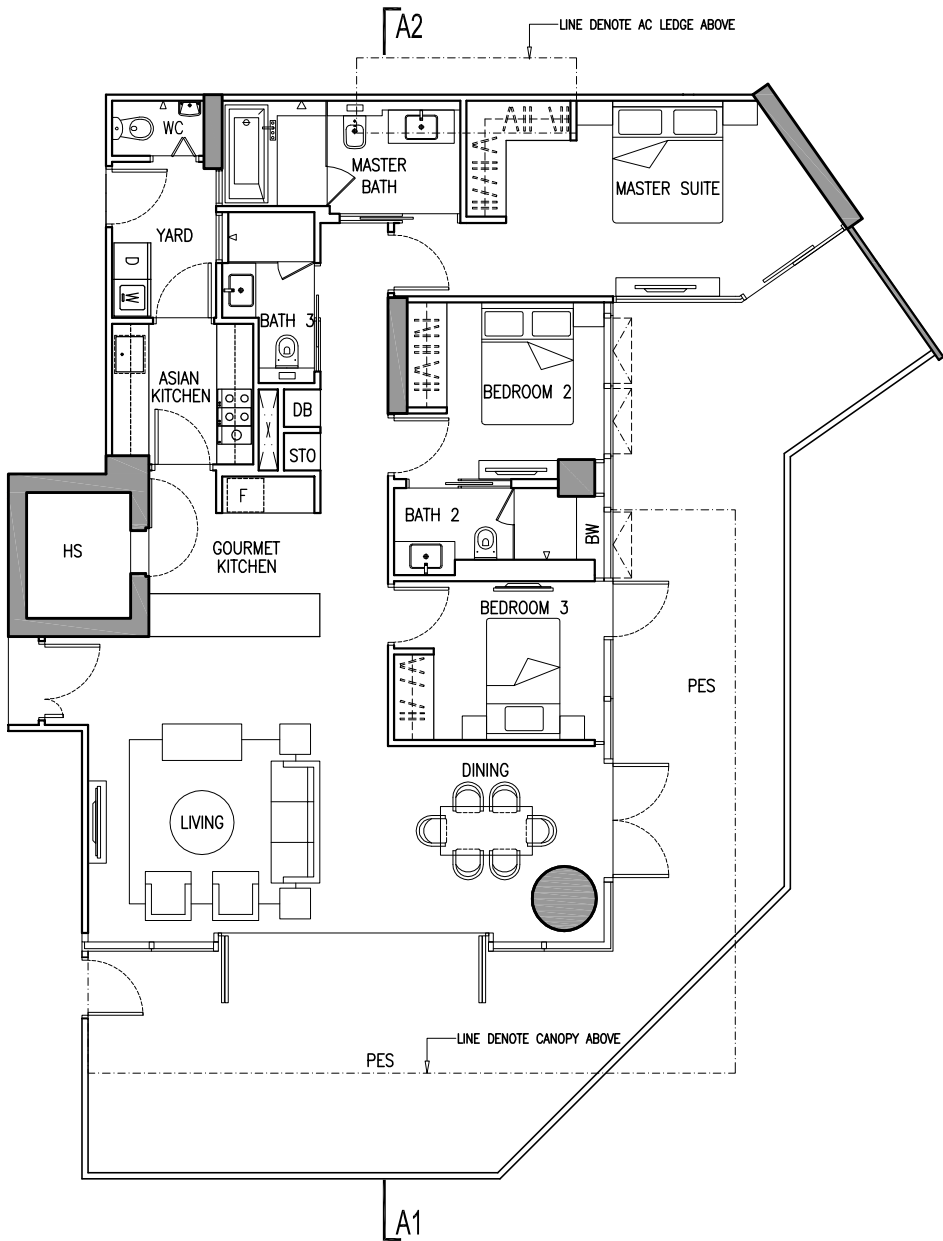 A2
LINE DENOTE AC LEDGE ABOVE
WC
MASTER
BATH
MASTER SUITE
YARD
D
W
BATH 3
ASIAN
KITCHEN
BEDROOM 2
DB
STO
F
BATH 2
BW
HS
GOURMET
KITCHEN
BEDROOM 3
PES
DINING
LIVING
LINE DENOTE CANOPY ABOVE
PES
A1